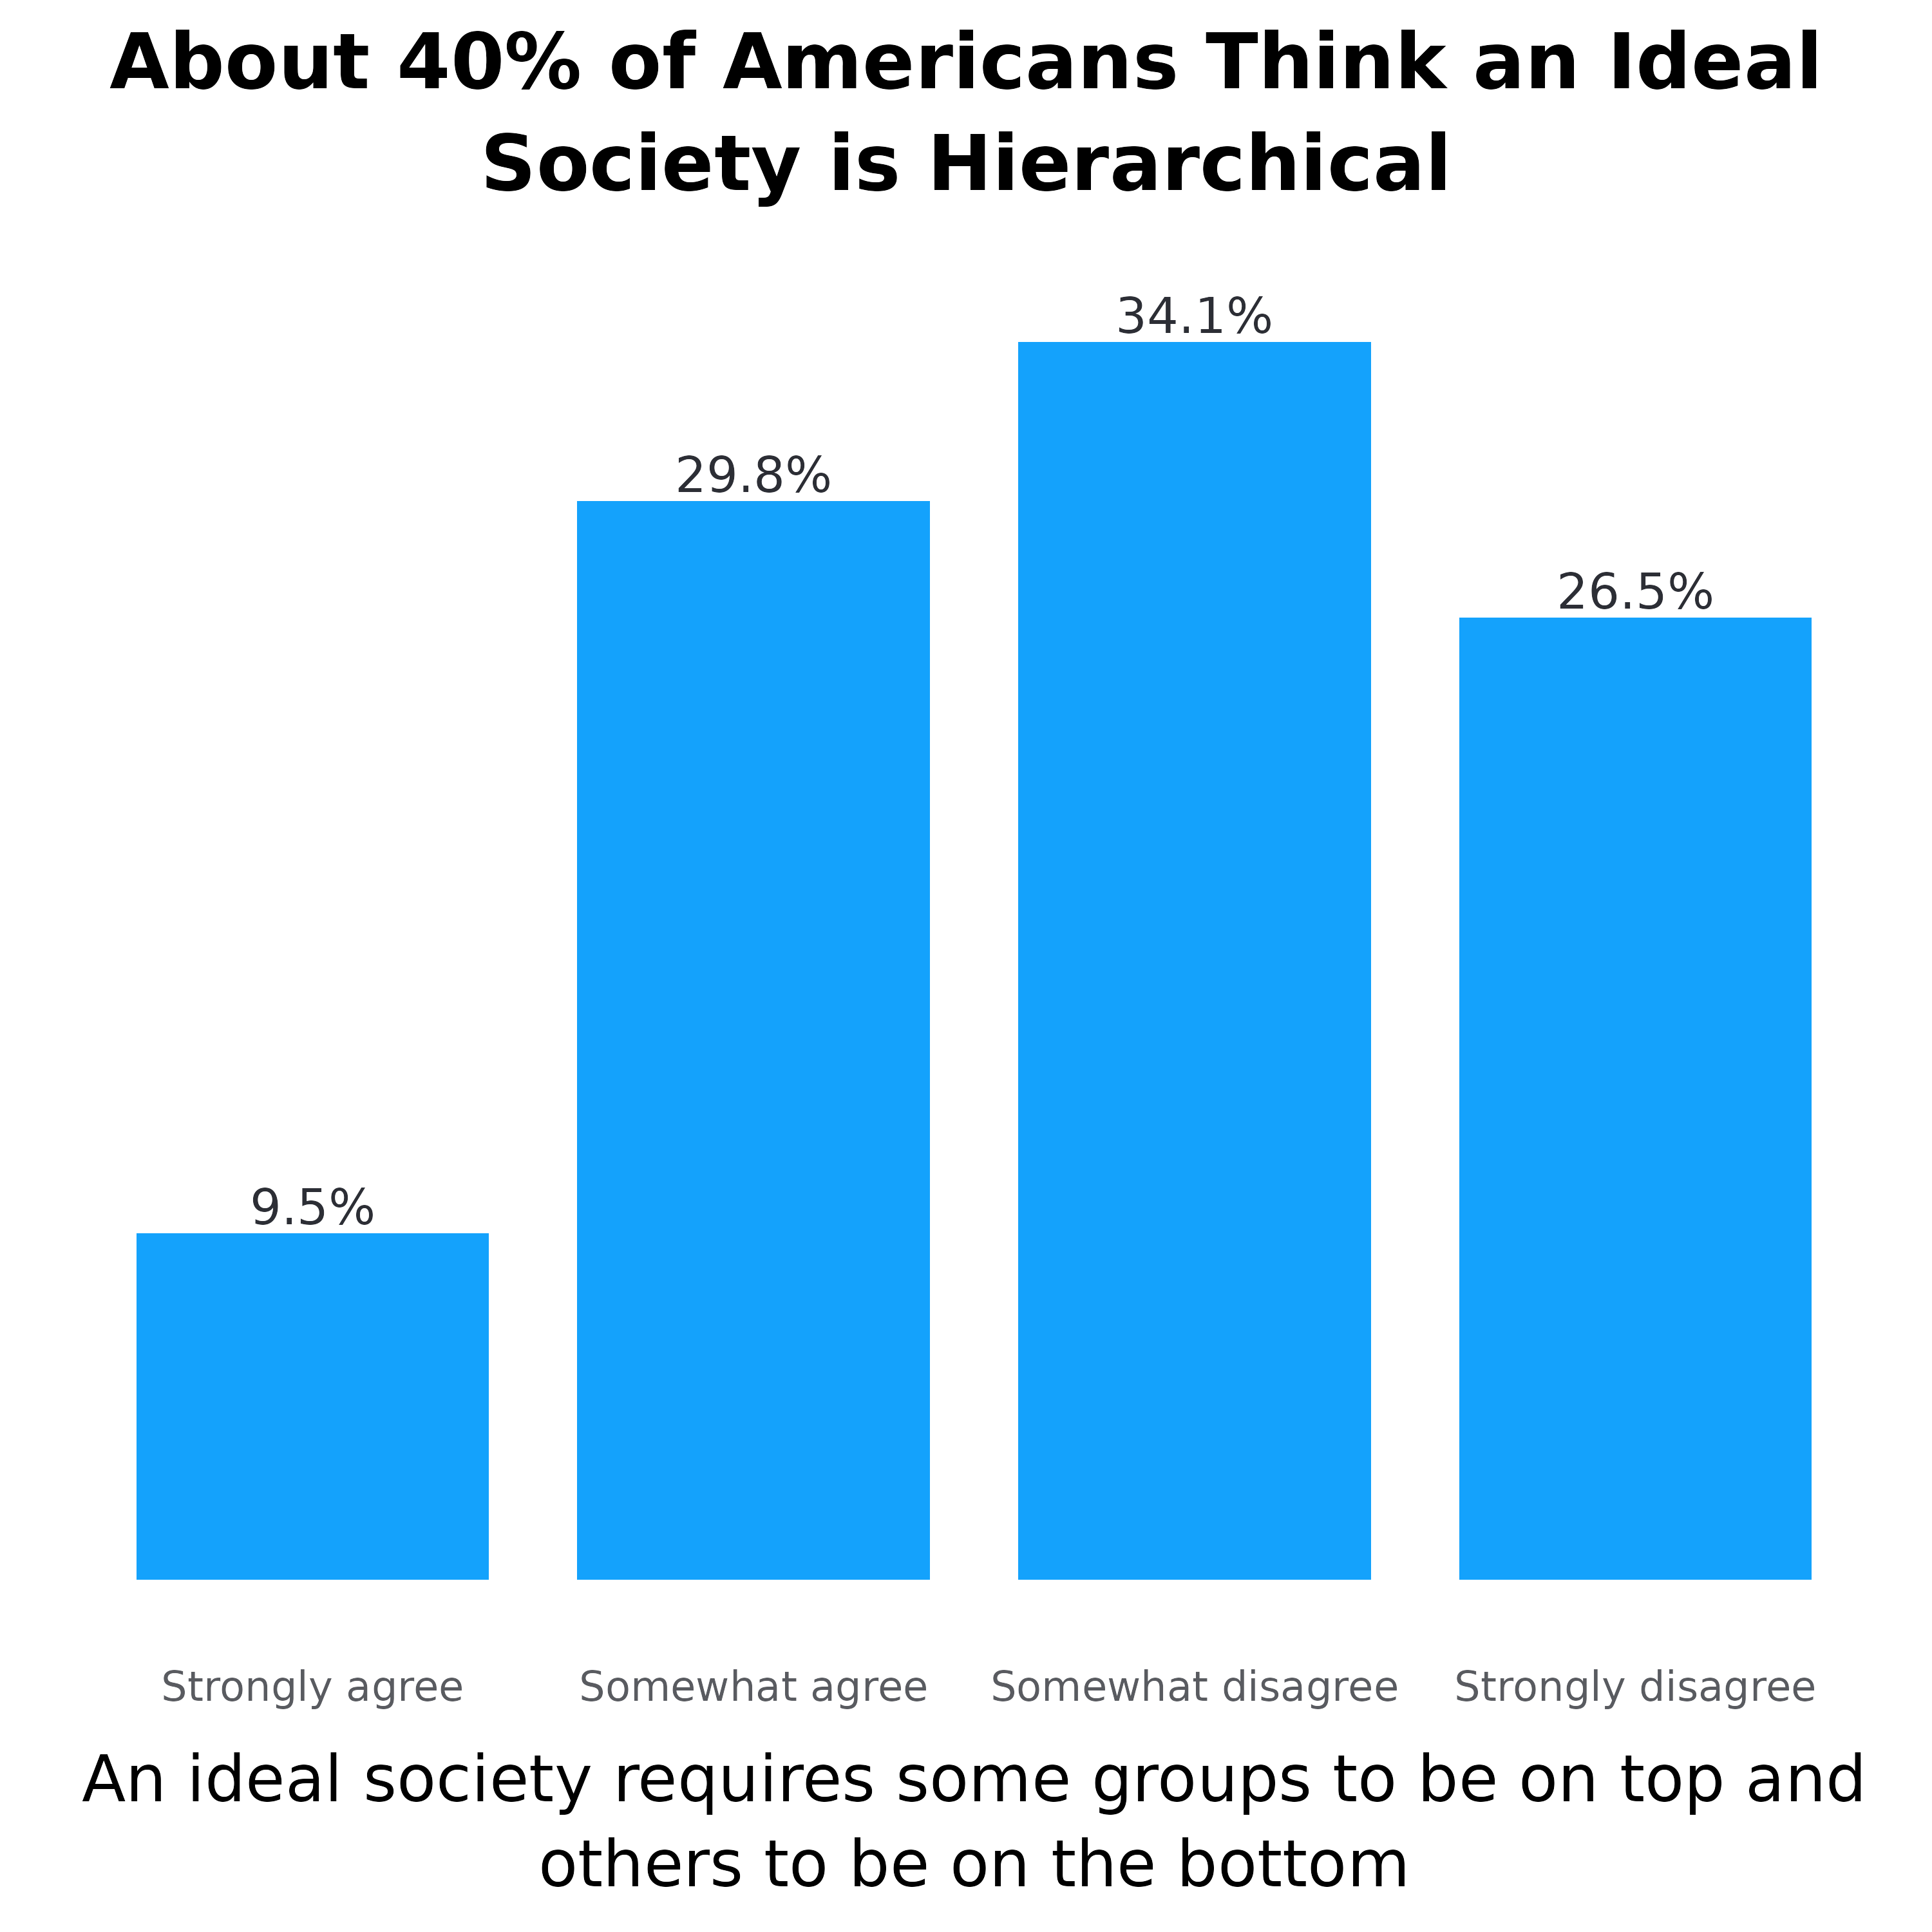 About 40% of Americans Think an Ideal
Society is Hierarchical
34.1%
29.8%
26.5%
9.5%
Strongly agree
Somewhat agree
Somewhat disagree
Strongly disagree
An ideal society requires some groups to be on top and
others to be on the bottom